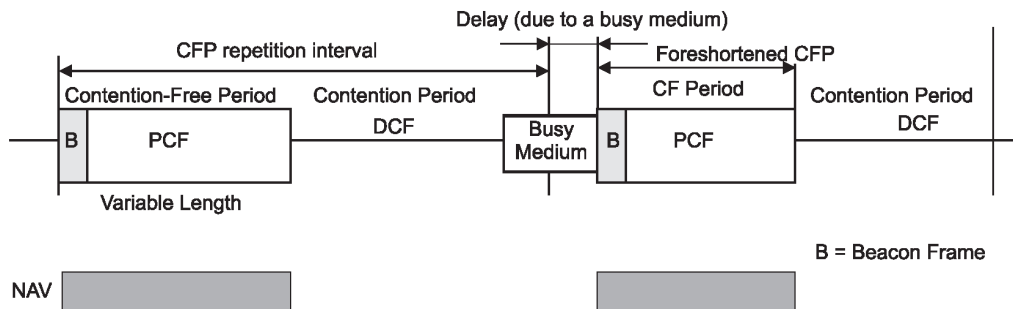 Delay (due to a busy medium)
CFP repetition interval
Foreshortened CFP
Contention-Free Period
Contention Period
CF Period
Contention Period
B
PCF
DCF
Busy
Medium
B
PCF
DCF
Variable Length
B = Beacon Frame
NAV